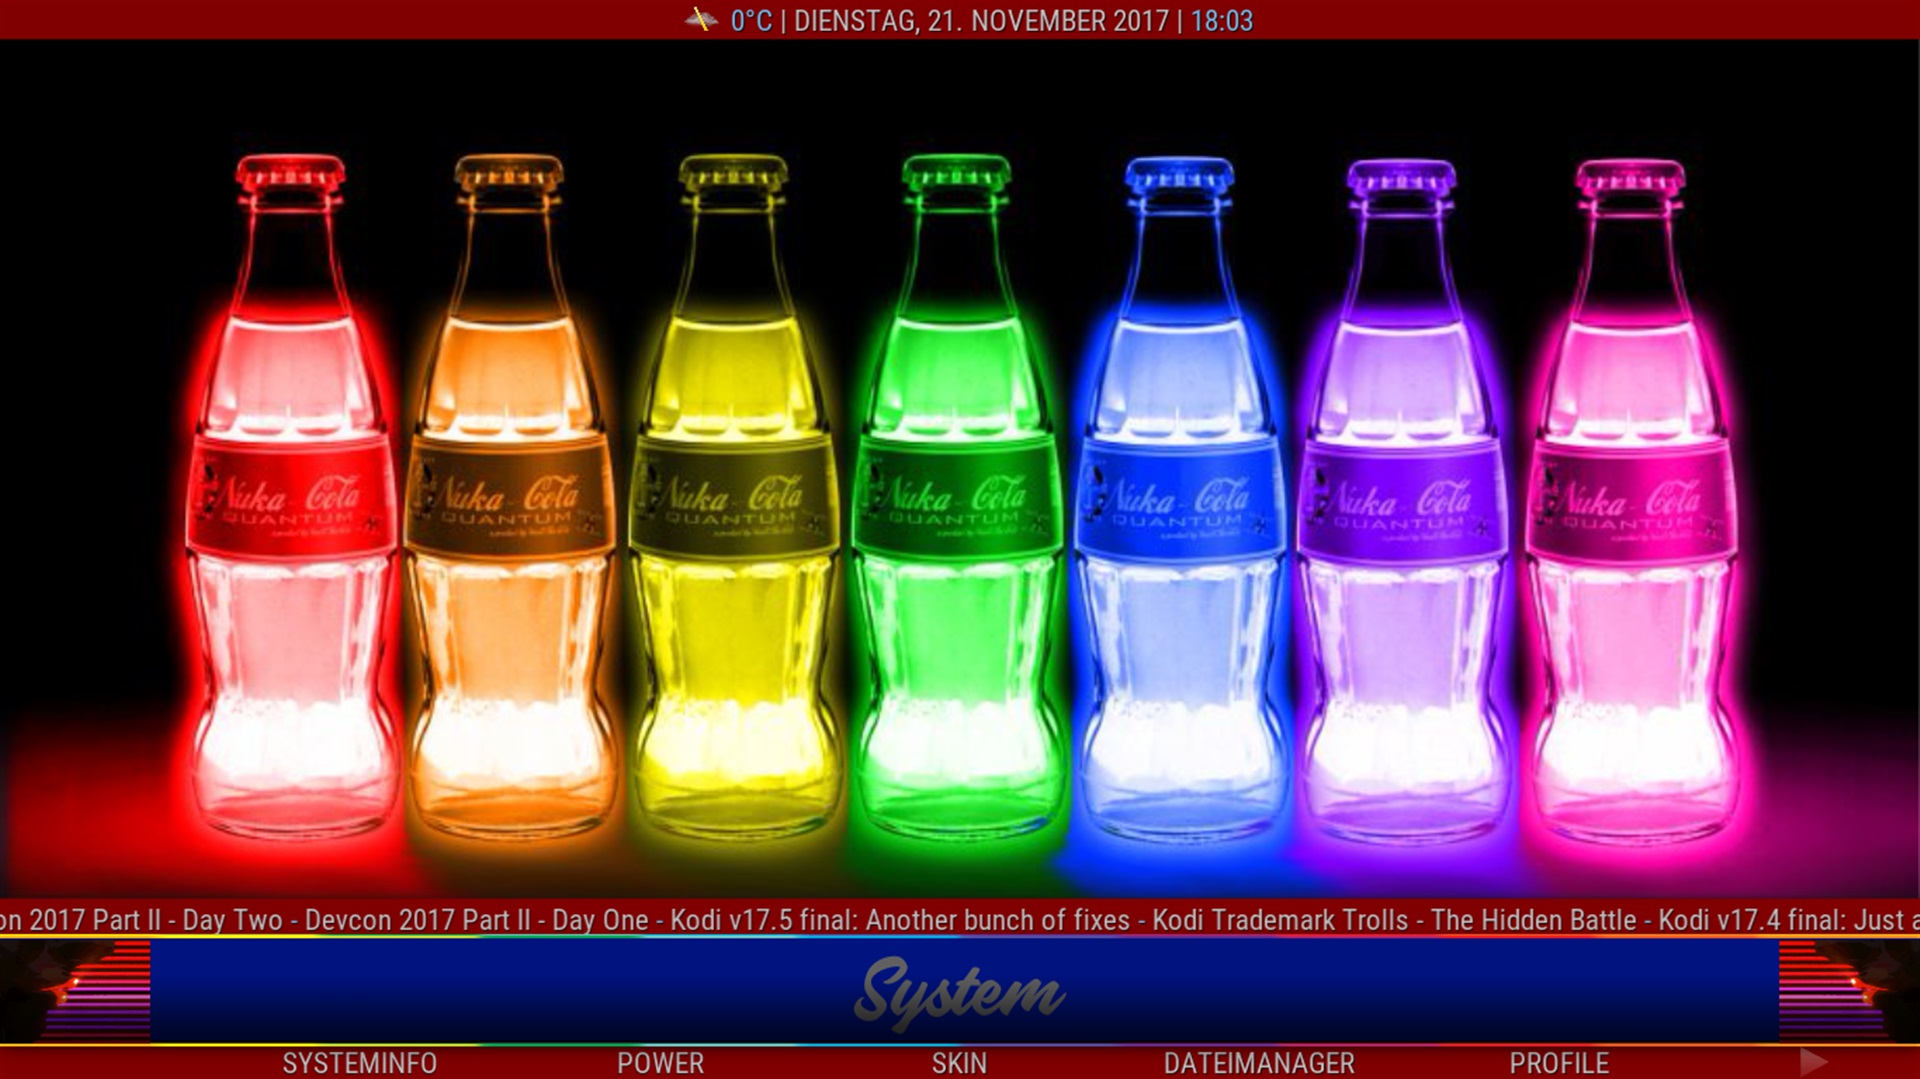 0°C | DIENSTAG, 21. NOVEMBER 2017 | 18:03
Nuka-Cola Nuka-Cola Nuka-Cola Nuka-Cola Nuka-Cola Nuka-Cola Nuka-Cola
QUANTUM QUANTUM QUANTUM QUANTUM QUANTUM QUANTUM QUANTUM
on 2017 Part II - Day Two - Devcon 2017 Part II - Day One - Kodi v17.5 final: Another bunch of fixes - Kodi Trademark Trolls - The Hidden Battle - Kodi v17.4 final: Just a
System
SYSTEMINFO POWER SKIN DATEIMANAGER PROFILE